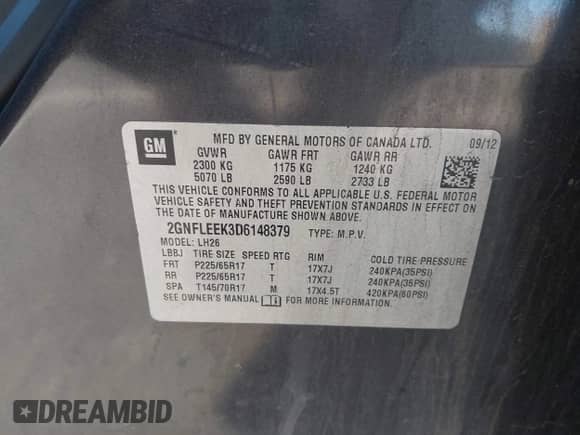 GM
MFD BY GENERAL MOTORS OF CANADA LTD. 09/12
GVWR GAWR FRT GAWR RR
2300 KG 1175 KG 1240 KG
5070 LB 2590 LB 2733 LB
THIS VEHICLE CONFORMS TO ALL APPLICABLE U.S. FEDERAL MOTOR
VEHICLE SAFETY AND THEFT PREVENTION STANDARDS IN EFFECT ON
THE DATE OF MANUFACTURE SHOWN ABOVE.
2GNFLEEK3D6148379 TYPE: M.P.V.
MODEL: LH26
LBBJ TIRE SIZE SPEED RTG RIM COLD TIRE PRESSURE
FRT P225/65R17 T 17X7J 240KPA(35PSI)
RR P225/65R17 T 17X7J 240KPA(35PSI)
SPA T145/70R17 M 17X4.5T 420KPA(60PSI)
SEE OWNER'S MANUAL FOR MORE INFORMATION.
DREAMBID